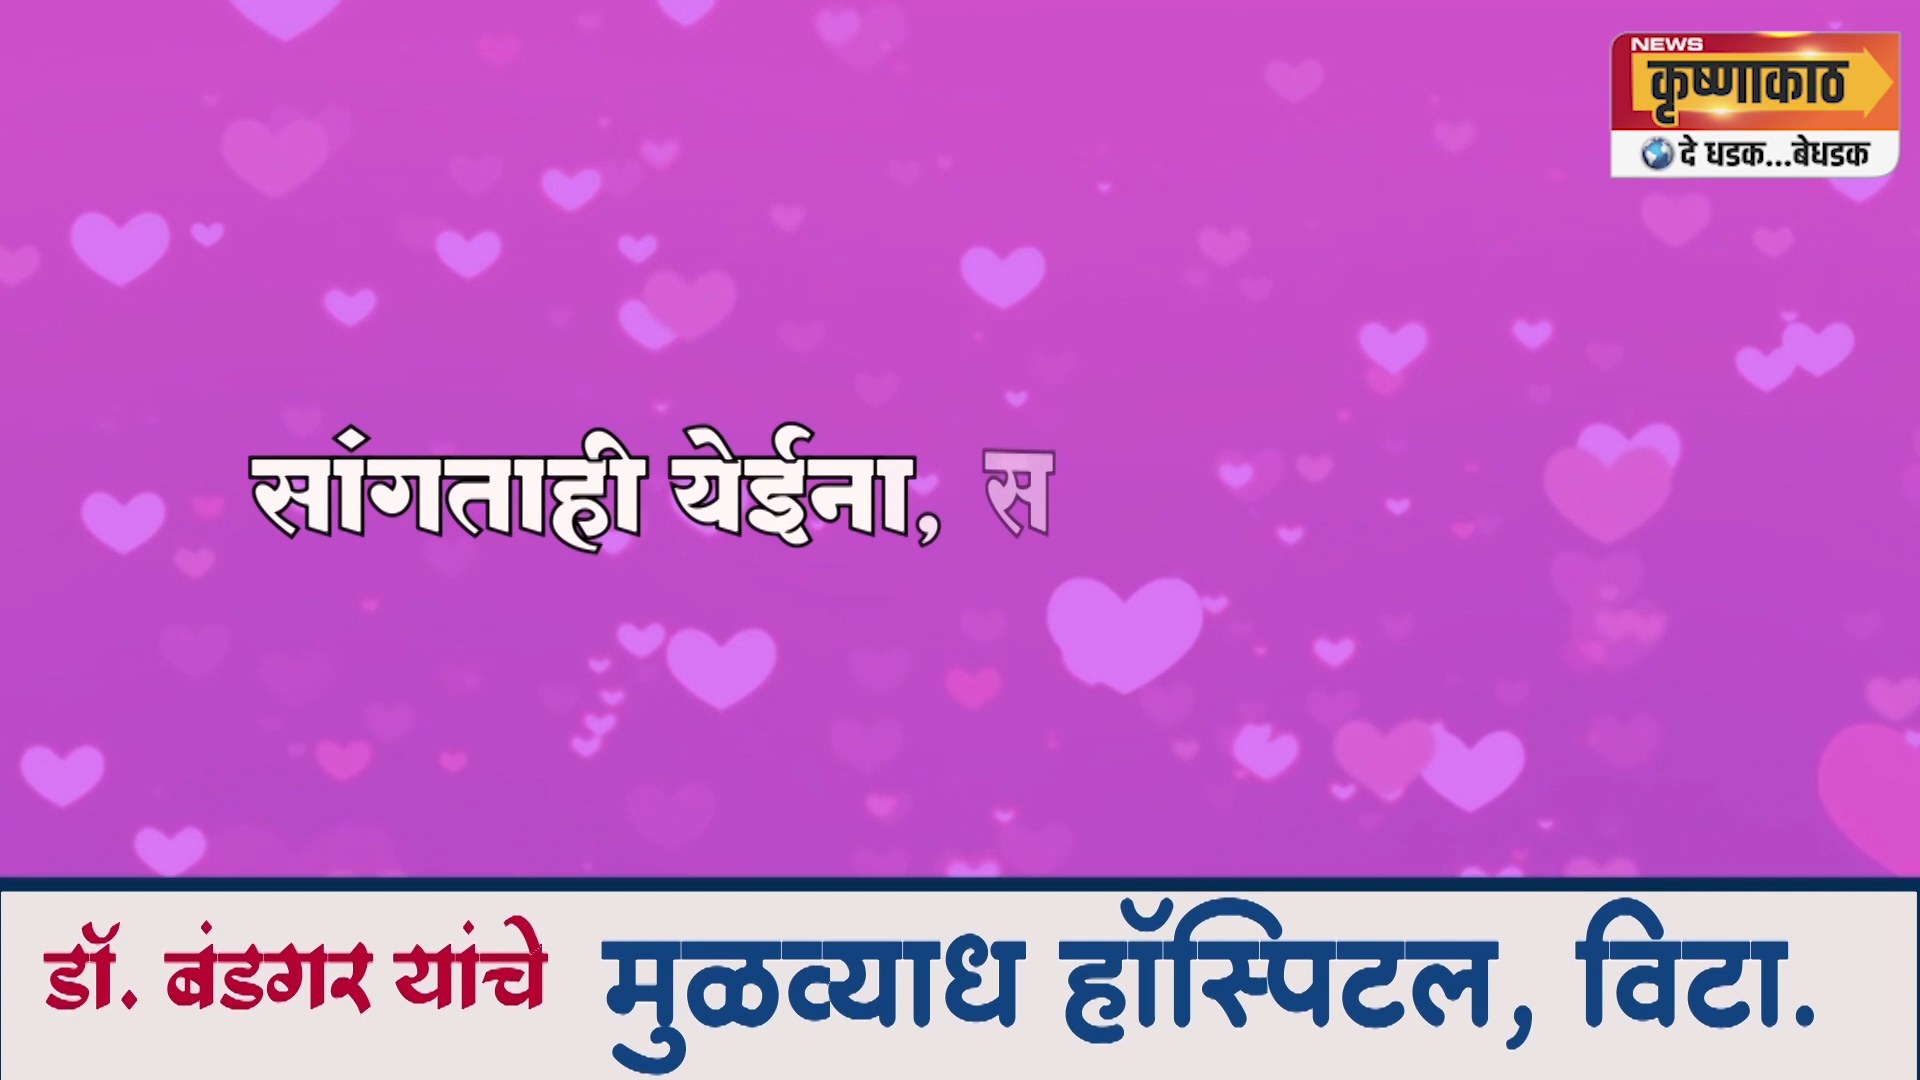 NEWS
कृष्णाकाठ
दे धडक...बेधडक
सांगताही येईना, स
डॉ. बंडगर यांचे मुळव्याध हॉस्पिटल, विटा.